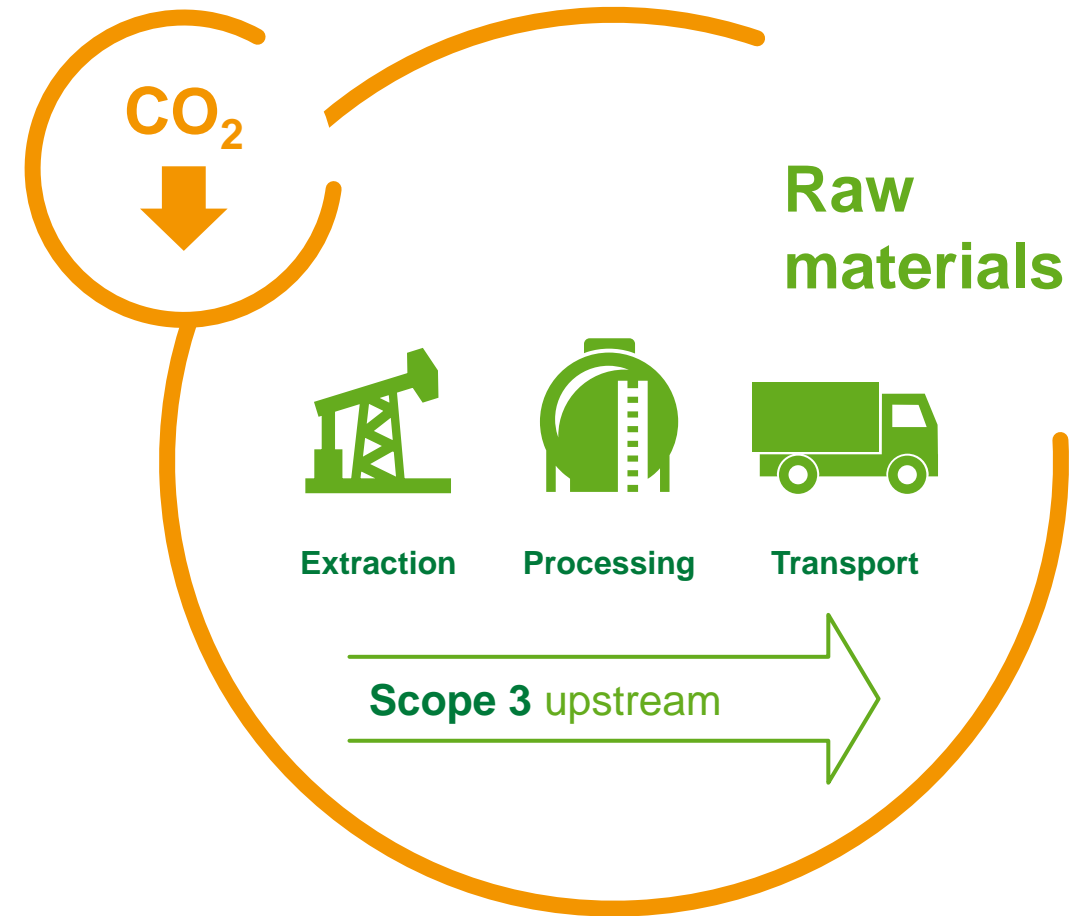 CO₂
Raw
materials
Extraction Processing Transport
Scope 3 upstream